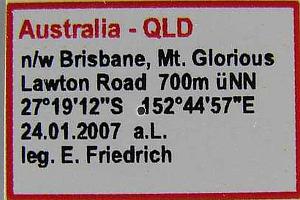 Australia - QLD
n/w Brisbane, Mt. Glorious
Lawton Road 700m üNN
27°19'12"S 152°44'57"E
24.01.2007 a.L.
leg. E. Friedrich